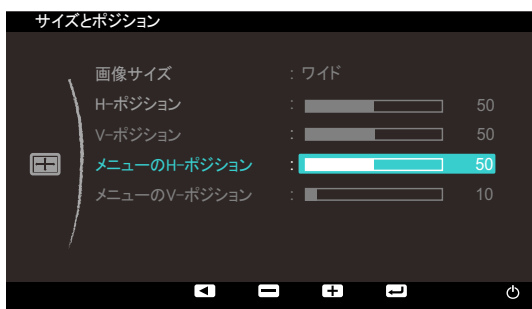 サイズとポジション
画像サイズ : ワイド
H-ポジション : 50
V-ポジション : 50
メニューのH-ポジション : 50
メニューのV-ポジション : 10